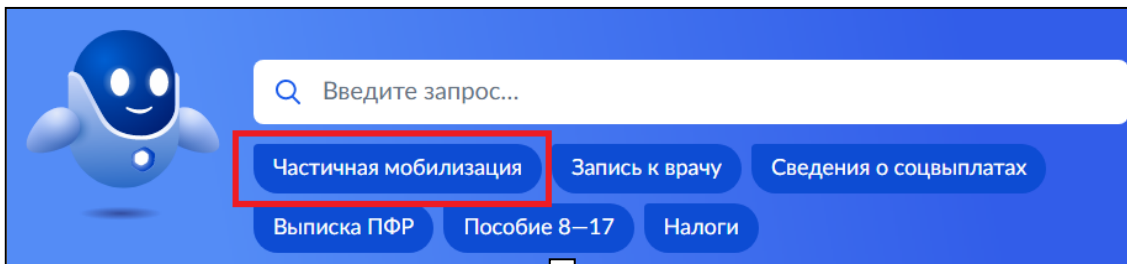 Введите запрос...
Частичная мобилизация Запись к врачу Сведения о соцвыплатах
Выписка ПФР Пособие 8—17 Налоги